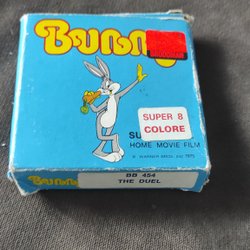 Bunny
SUPER 8
COLORE
SU
HOME MOVIE FILM
© WARNER BROS. INC 1975
Bunny
BB 454
THE DUEL